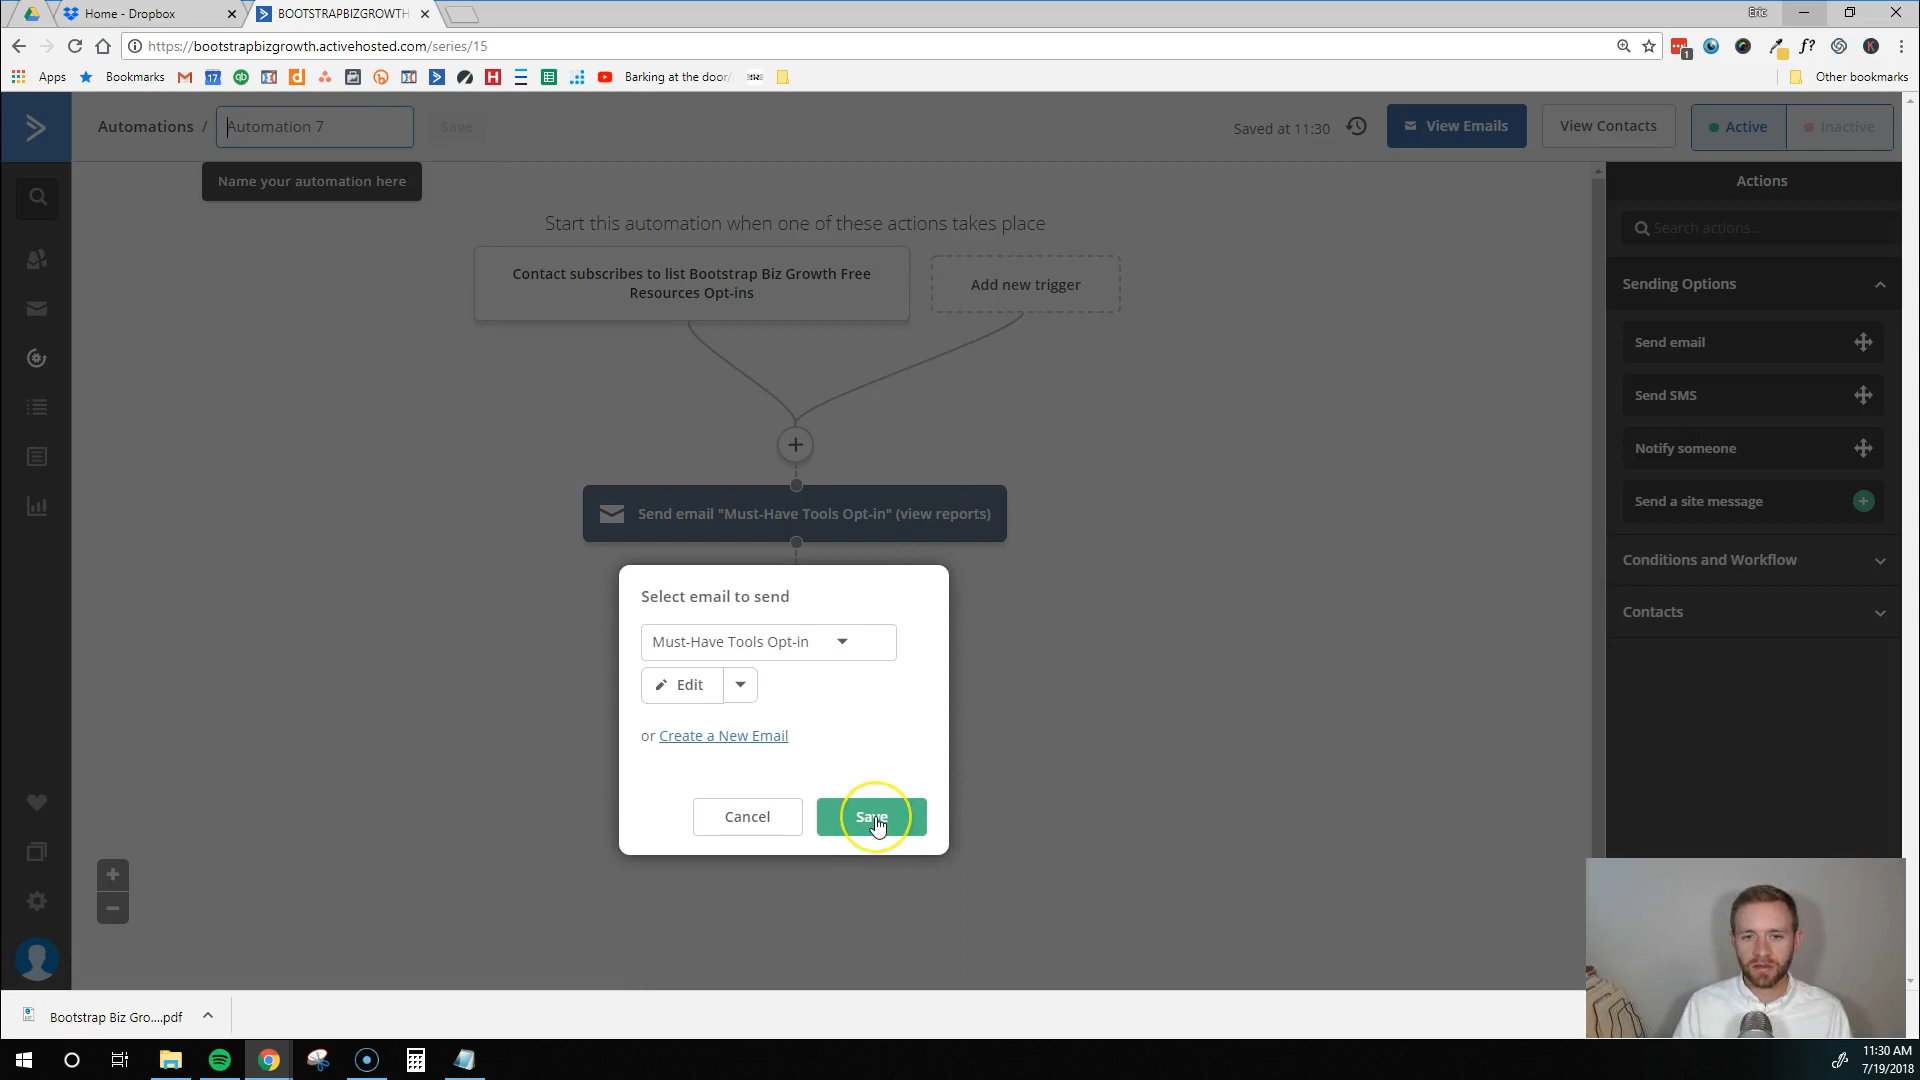 Home - Dropbox
BOOTSTRAPBIZGROWTH
Eric
https://bootstrapbizgrowth.activehosted.com/series/15
Apps
Bookmarks
Barking at the door/
Other bookmarks
Automations / Automation 7
Save
Saved at 11:30
View Emails
View Contacts
Active
Inactive
Name your automation here
Start this automation when one of these actions takes place
Contact subscribes to list Bootstrap Biz Growth Free
Resources Opt-ins
Add new trigger
+
Send email "Must-Have Tools Opt-in" (view reports)
Select email to send
Must-Have Tools Opt-in
Edit
or Create a New Email
Cancel
Save
Actions
Search actions...
Sending Options
Send email
Send SMS
Notify someone
Send a site message
Conditions and Workflow
Contacts
Bootstrap Biz Gro....pdf
11:30 AM
7/19/2018